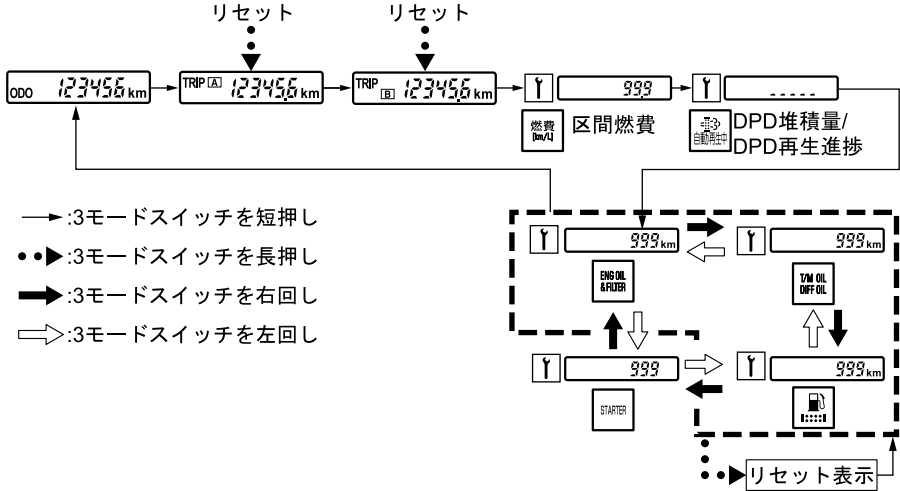 リセット
リセット
ODO 123456 km
TRIP A 12345.6 km
TRIP B 12345.6 km
99.9
-----
燃費
[km/L]
区間燃費
自動再生中
DPD堆積量/
DPD再生進捗
:3モードスイッチを短押し
:3モードスイッチを長押し
:3モードスイッチを右回し
:3モードスイッチを左回し
999 km
999 km
ENG OIL
& FILTER
T/M OIL
DIFF OIL
999
999 km
STARTER
リセット表示